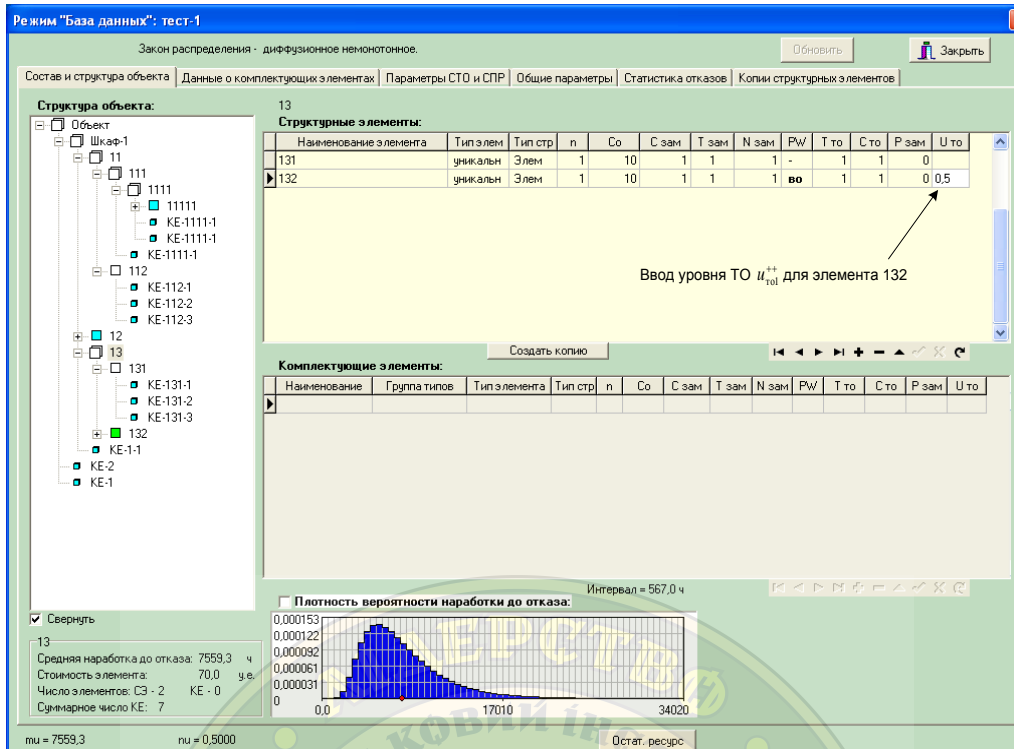 Режим "База данных": тест-1
Закон распределения - диффузионное немонотонное.
Обновить
Закрыть
Состав и структура объекта Данные о комплектующих элементах Параметры СТО и СПР Общие параметры Статистика отказов Копии структурных элементов
Структура объекта:
Объект
Шкаф-1
11
111
1111
11111
КЕ-1111-1
КЕ-1111-1
КЕ-1111-1
112
КЕ-112-1
КЕ-112-2
КЕ-112-3
12
13
131
КЕ-131-1
КЕ-131-2
КЕ-131-3
132
КЕ-1-1
КЕ-2
КЕ-1
Свернуть
13
Средняя наработка до отказа: 7559,3 ч
Стоимость элемента: 70,0 у.е.
Число элементов: СЭ - 2 КЕ - 0
Суммарное число КЕ: 7
13
Структурные элементы:
Наименование элемента Тип элем Тип стр n Co С зам Т зам N зам PW Т то С то Р зам U то
131 уникальн Элем 1 10 1 1 1 - 1 1 0
132 уникальн Элем 1 10 1 1 1 во 1 1 0 0,5
Ввод уровня ТО u⁺⁺тоl для элемента 132
Создать копию
Комплектующие элементы:
Наименование Группа типов Тип элемента Тип стр n Co С зам Т зам N зам PW Т то С то Р зам U то
Интервал = 567,0 ч
Плотность вероятности наработки до отказа:
0,000153
0,000122
0,000092
0,000061
0,000031
0
0,0 17010 34020
mu = 7559,3 nu = 0,5000
Остат. ресурс